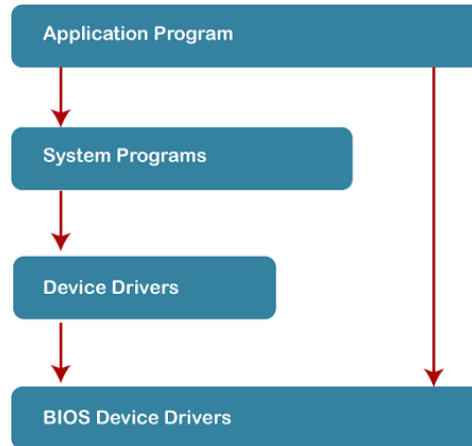 Application Program
System Programs
Device Drivers
BIOS Device Drivers